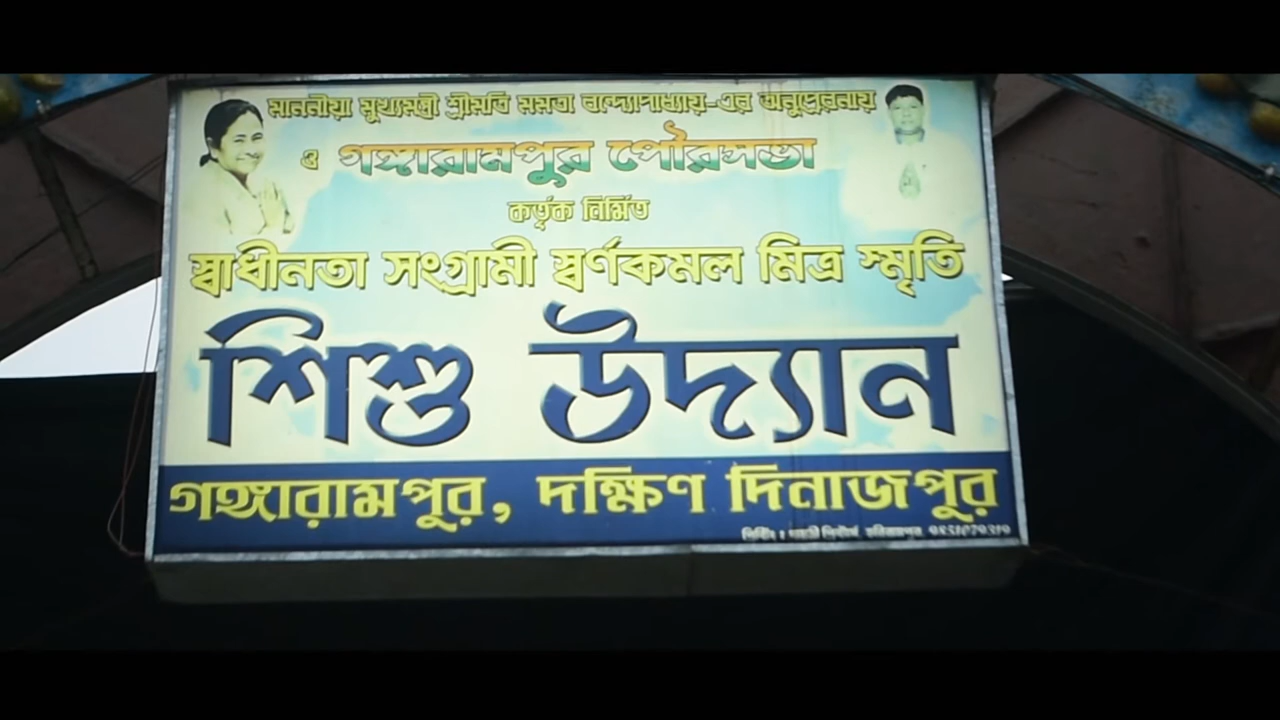 মাননীয়া মুখ্যমন্ত্রী শ্রীমতি মমতা বন্দ্যোপাধ্যায়-এর অনুপ্রেরনায়
ও গঙ্গারামপুর পৌরসভা
কর্তৃক নির্মিত
স্বাধীনতা সংগ্রামী স্বর্ণকমল মিত্র স্মৃতি
শিশু উদ্যান
গঙ্গারামপুর, দক্ষিণ দিনাজপুর